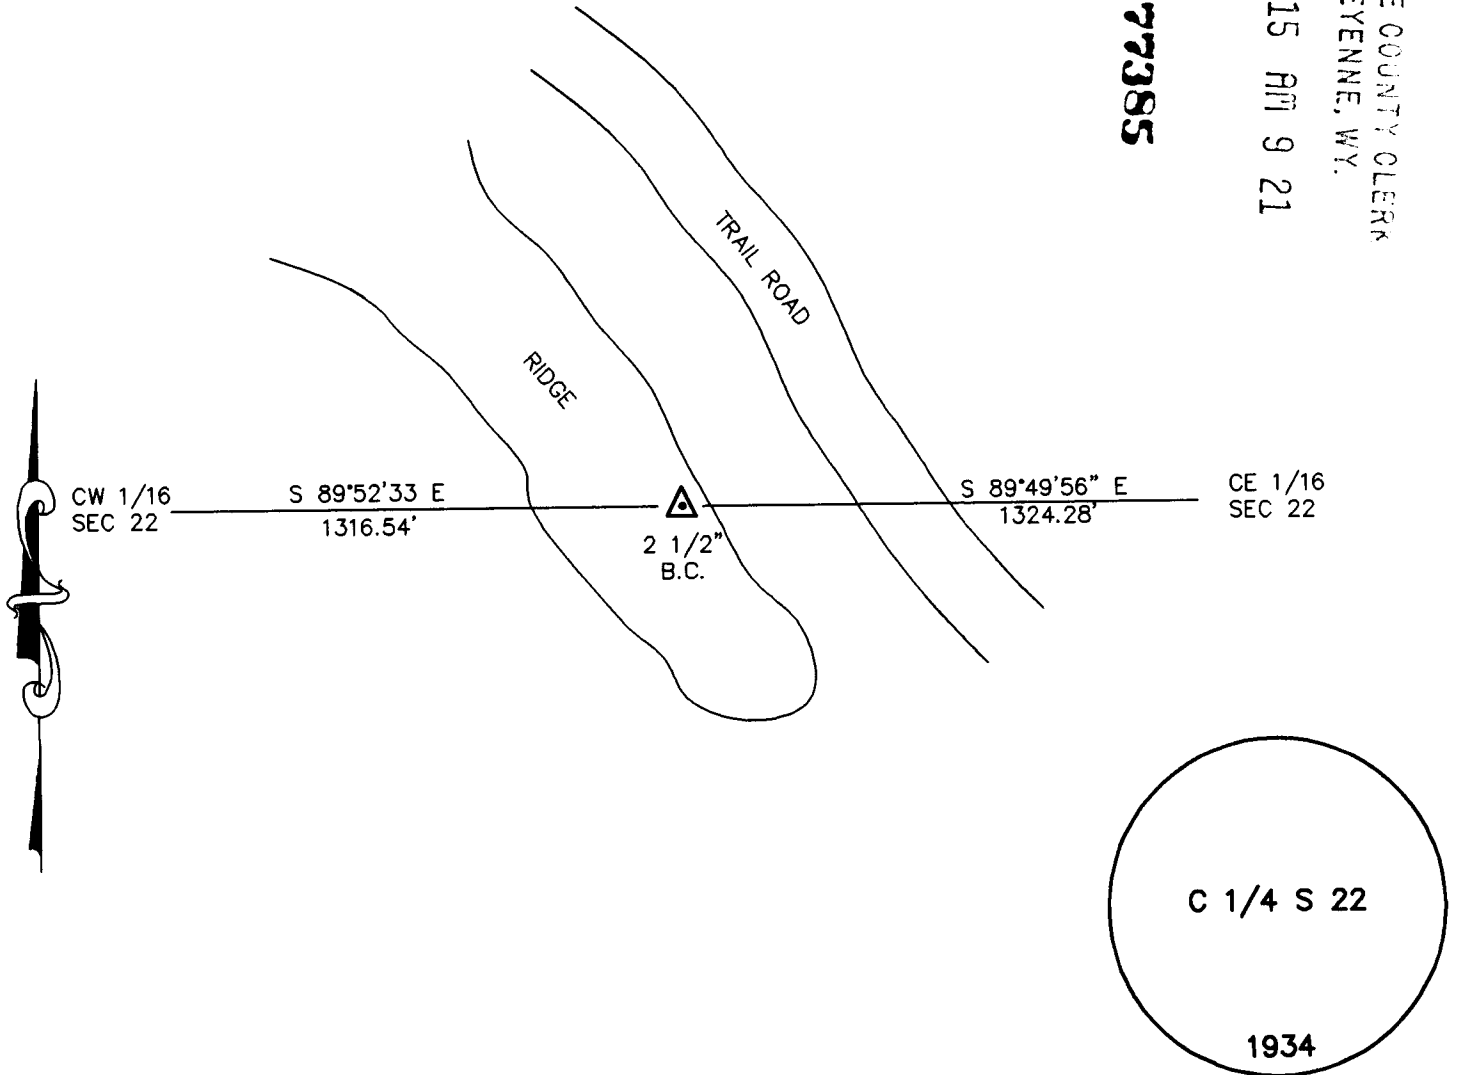 E COUNTY CLERK
EYENNE, WY.
15 AM 9 21
77385
TRAIL ROAD
RIDGE
CW 1/16
SEC 22
S 89°52'33 E
1316.54'
2 1/2"
B.C.
S 89°49'56" E
1324.28'
CE 1/16
SEC 22
C 1/4 S 22
1934